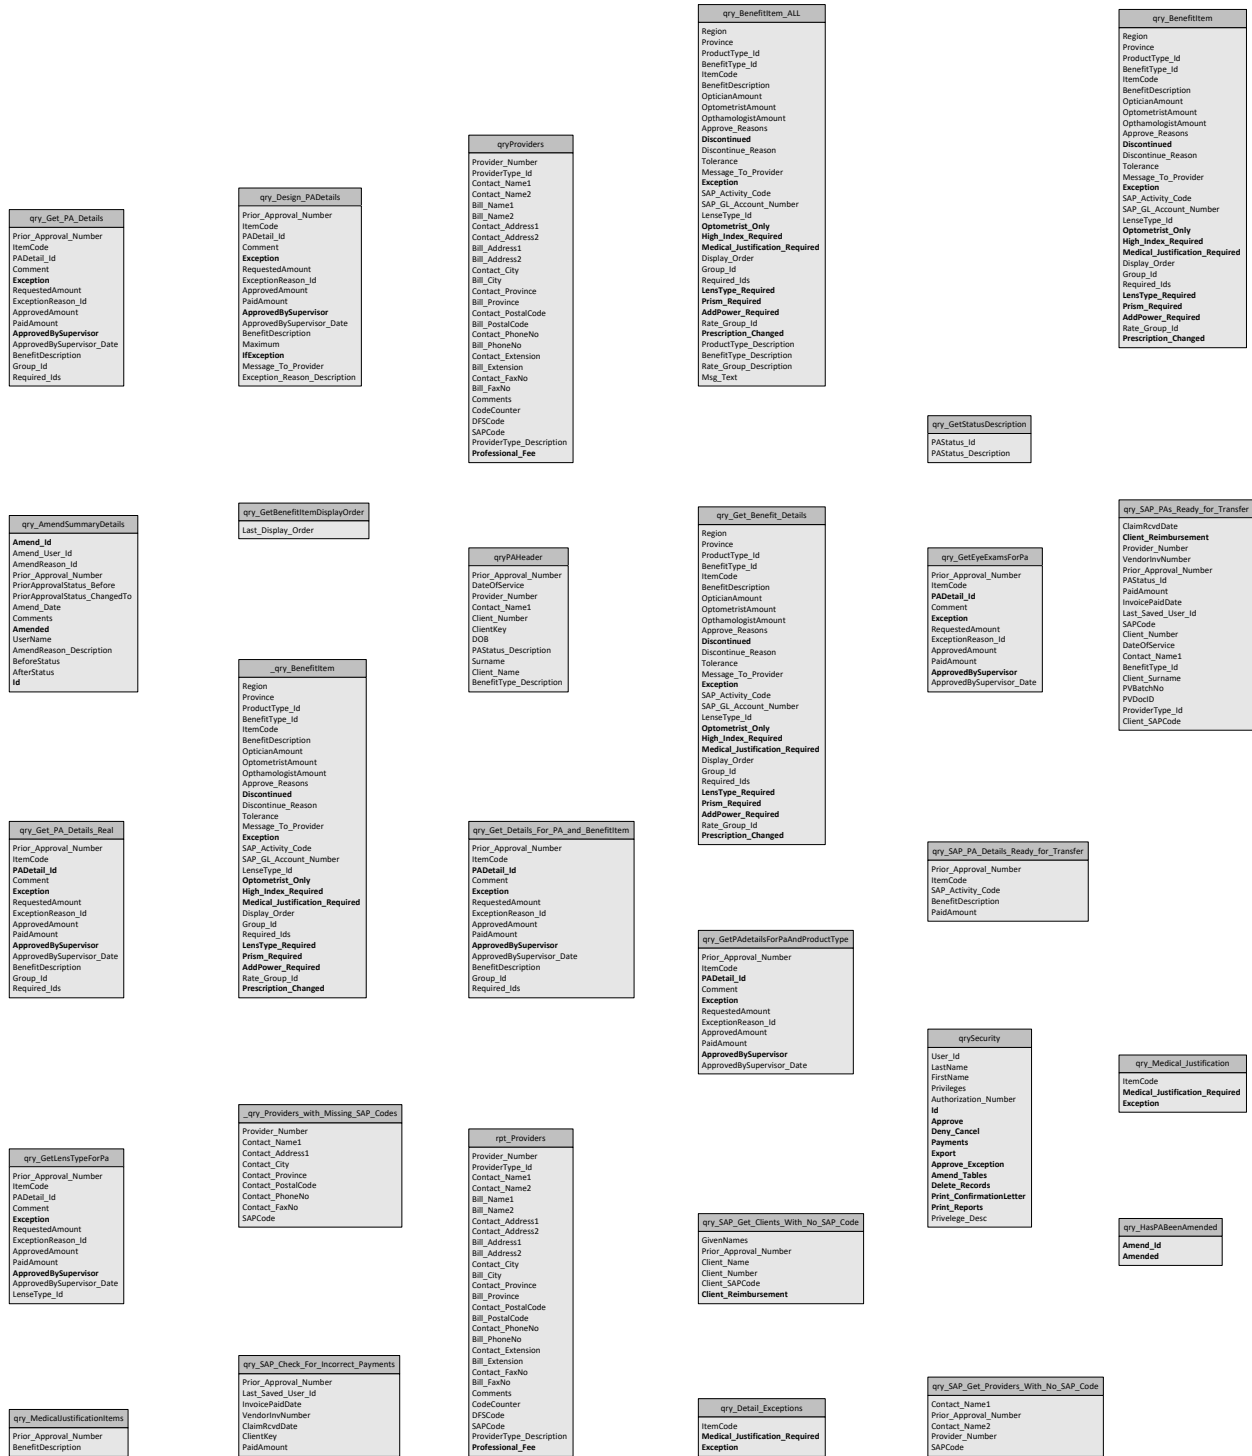 qry_Get_PA_Details
Prior_Approval_Number
ItemCode
PADetail_Id
Comment
Exception
RequestedAmount
ExceptionReason_Id
ApprovedAmount
PaidAmount
ApprovedBySupervisor
ApprovedBySupervisor_Date
BenefitDescription
Group_Id
Required_Ids
qry_AmendSummaryDetails
Amend_Id
Amend_User_Id
AmendReason_Id
Prior_Approval_Number
PriorApprovalStatus_Before
PriorApprovalStatus_ChangedTo
Amend_Date
Comments
Amended
UserName
AmendReason_Description
BeforeStatus
AfterStatus
Id
qry_Get_PA_Details_Real
Prior_Approval_Number
ItemCode
PADetail_Id
Comment
Exception
RequestedAmount
ExceptionReason_Id
ApprovedAmount
PaidAmount
ApprovedBySupervisor
ApprovedBySupervisor_Date
BenefitDescription
Group_Id
Required_Ids
qry_GetLensTypeForPa
Prior_Approval_Number
ItemCode
PADetail_Id
Comment
Exception
RequestedAmount
ExceptionReason_Id
ApprovedAmount
PaidAmount
ApprovedBySupervisor
ApprovedBySupervisor_Date
LenseType_Id
qry_MedicalJustificationItems
Prior_Approval_Number
BenefitDescription
qry_Design_PADetails
Prior_Approval_Number
ItemCode
PADetail_Id
Comment
Exception
RequestedAmount
ExceptionReason_Id
ApprovedAmount
PaidAmount
ApprovedBySupervisor
ApprovedBySupervisor_Date
BenefitDescription
Maximum
IfException
Message_To_Provider
Exception_Reason_Description
qry_GetBenefitItemDisplayOrder
Last_Display_Order
_qry_BenefitItem
Region
Province
ProductType_Id
BenefitType_Id
ItemCode
BenefitDescription
OpticianAmount
OptometristAmount
OpthamologistAmount
Approve_Reasons
Discontinued
Discontinue_Reason
Tolerance
Message_To_Provider
Exception
SAP_Activity_Code
SAP_GL_Account_Number
LenseType_Id
Optometrist_Only
High_Index_Required
Medical_Justification_Required
Display_Order
Group_Id
Required_Ids
LensType_Required
Prism_Required
AddPower_Required
Rate_Group_Id
Prescription_Changed
_qry_Providers_with_Missing_SAP_Codes
Provider_Number
Contact_Name1
Contact_Address1
Contact_City
Contact_Province
Contact_PostalCode
Contact_PhoneNo
Contact_FaxNo
SAPCode
qry_SAP_Check_For_Incorrect_Payments
Prior_Approval_Number
Last_Saved_User_Id
InvoicePaidDate
VendorInvNumber
ClaimRcvdDate
ClientKey
PaidAmount
qryProviders
Provider_Number
ProviderType_Id
Contact_Name1
Contact_Name2
Bill_Name1
Bill_Name2
Contact_Address1
Contact_Address2
Bill_Address1
Bill_Address2
Contact_City
Bill_City
Contact_Province
Bill_Province
Contact_PostalCode
Bill_PostalCode
Contact_PhoneNo
Bill_PhoneNo
Contact_Extension
Bill_Extension
Contact_FaxNo
Bill_FaxNo
Comments
CodeCounter
DFSCode
SAPCode
ProviderType_Description
Professional_Fee
qryPAHeader
Prior_Approval_Number
DateOfService
Provider_Number
Contact_Name1
Client_Number
ClientKey
DOB
PAStatus_Description
Surname
Client_Name
BenefitType_Description
qry_Get_Details_For_PA_and_BenefitItem
Prior_Approval_Number
ItemCode
PADetail_Id
Comment
Exception
RequestedAmount
ExceptionReason_Id
ApprovedAmount
PaidAmount
ApprovedBySupervisor
ApprovedBySupervisor_Date
BenefitDescription
Group_Id
Required_Ids
rpt_Providers
Provider_Number
ProviderType_Id
Contact_Name1
Contact_Name2
Bill_Name1
Bill_Name2
Contact_Address1
Contact_Address2
Bill_Address1
Bill_Address2
Contact_City
Bill_City
Contact_Province
Bill_Province
Contact_PostalCode
Bill_PostalCode
Contact_PhoneNo
Bill_PhoneNo
Contact_Extension
Bill_Extension
Contact_FaxNo
Bill_FaxNo
Comments
CodeCounter
DFSCode
SAPCode
ProviderType_Description
Professional_Fee
qry_BenefitItem_ALL
Region
Province
ProductType_Id
BenefitType_Id
ItemCode
BenefitDescription
OpticianAmount
OptometristAmount
OpthamologistAmount
Approve_Reasons
Discontinued
Discontinue_Reason
Tolerance
Message_To_Provider
Exception
SAP_Activity_Code
SAP_GL_Account_Number
LenseType_Id
Optometrist_Only
High_Index_Required
Medical_Justification_Required
Display_Order
Group_Id
Required_Ids
LensType_Required
Prism_Required
AddPower_Required
Rate_Group_Id
Prescription_Changed
ProductType_Description
BenefitType_Description
Rate_Group_Description
Msg_Text
qry_Get_Benefit_Details
Region
Province
ProductType_Id
BenefitType_Id
ItemCode
BenefitDescription
OpticianAmount
OptometristAmount
OpthamologistAmount
Approve_Reasons
Discontinued
Discontinue_Reason
Tolerance
Message_To_Provider
Exception
SAP_Activity_Code
SAP_GL_Account_Number
LenseType_Id
Optometrist_Only
High_Index_Required
Medical_Justification_Required
Display_Order
Group_Id
Required_Ids
LensType_Required
Prism_Required
AddPower_Required
Rate_Group_Id
Prescription_Changed
qry_GetPAdetailsForPaAndProductType
Prior_Approval_Number
ItemCode
PADetail_Id
Comment
Exception
RequestedAmount
ExceptionReason_Id
ApprovedAmount
PaidAmount
ApprovedBySupervisor
ApprovedBySupervisor_Date
qry_SAP_Get_Clients_With_No_SAP_Code
GivenNames
Prior_Approval_Number
Client_Name
Client_Number
Client_SAPCode
Client_Reimbursement
qry_Detail_Exceptions
ItemCode
Medical_Justification_Required
Exception
qry_GetStatusDescription
PAStatus_Id
PAStatus_Description
qry_GetEyeExamsForPa
Prior_Approval_Number
ItemCode
PADetail_Id
Comment
Exception
RequestedAmount
ExceptionReason_Id
ApprovedAmount
PaidAmount
ApprovedBySupervisor
ApprovedBySupervisor_Date
qry_SAP_PA_Details_Ready_for_Transfer
Prior_Approval_Number
ItemCode
SAP_Activity_Code
BenefitDescription
PaidAmount
qrySecurity
User_Id
LastName
FirstName
Privileges
Authorization_Number
Id
Approve
Deny_Cancel
Payments
Export
Approve_Exception
Amend_Tables
Delete_Records
Print_ConfirmationLetter
Print_Reports
Privelege_Desc
qry_SAP_Get_Providers_With_No_SAP_Code
Contact_Name1
Prior_Approval_Number
Contact_Name2
Provider_Number
SAPCode
qry_BenefitItem
Region
Province
ProductType_Id
BenefitType_Id
ItemCode
BenefitDescription
OpticianAmount
OptometristAmount
OpthamologistAmount
Approve_Reasons
Discontinued
Discontinue_Reason
Tolerance
Message_To_Provider
Exception
SAP_Activity_Code
SAP_GL_Account_Number
LenseType_Id
Optometrist_Only
High_Index_Required
Medical_Justification_Required
Display_Order
Group_Id
Required_Ids
LensType_Required
Prism_Required
AddPower_Required
Rate_Group_Id
Prescription_Changed
qry_SAP_PAs_Ready_for_Transfer
ClaimRcvdDate
Client_Reimbursement
Provider_Number
VendorInvNumber
Prior_Approval_Number
PAStatus_Id
PaidAmount
InvoicePaidDate
Last_Saved_User_Id
SAPCode
Client_Number
DateOfService
Contact_Name1
BenefitType_Id
Client_Surname
PVBatchNo
PVDocID
ProviderType_Id
Client_SAPCode
qry_Medical_Justification
ItemCode
Medical_Justification_Required
Exception
qry_HasPABeenAmended
Amend_Id
Amended